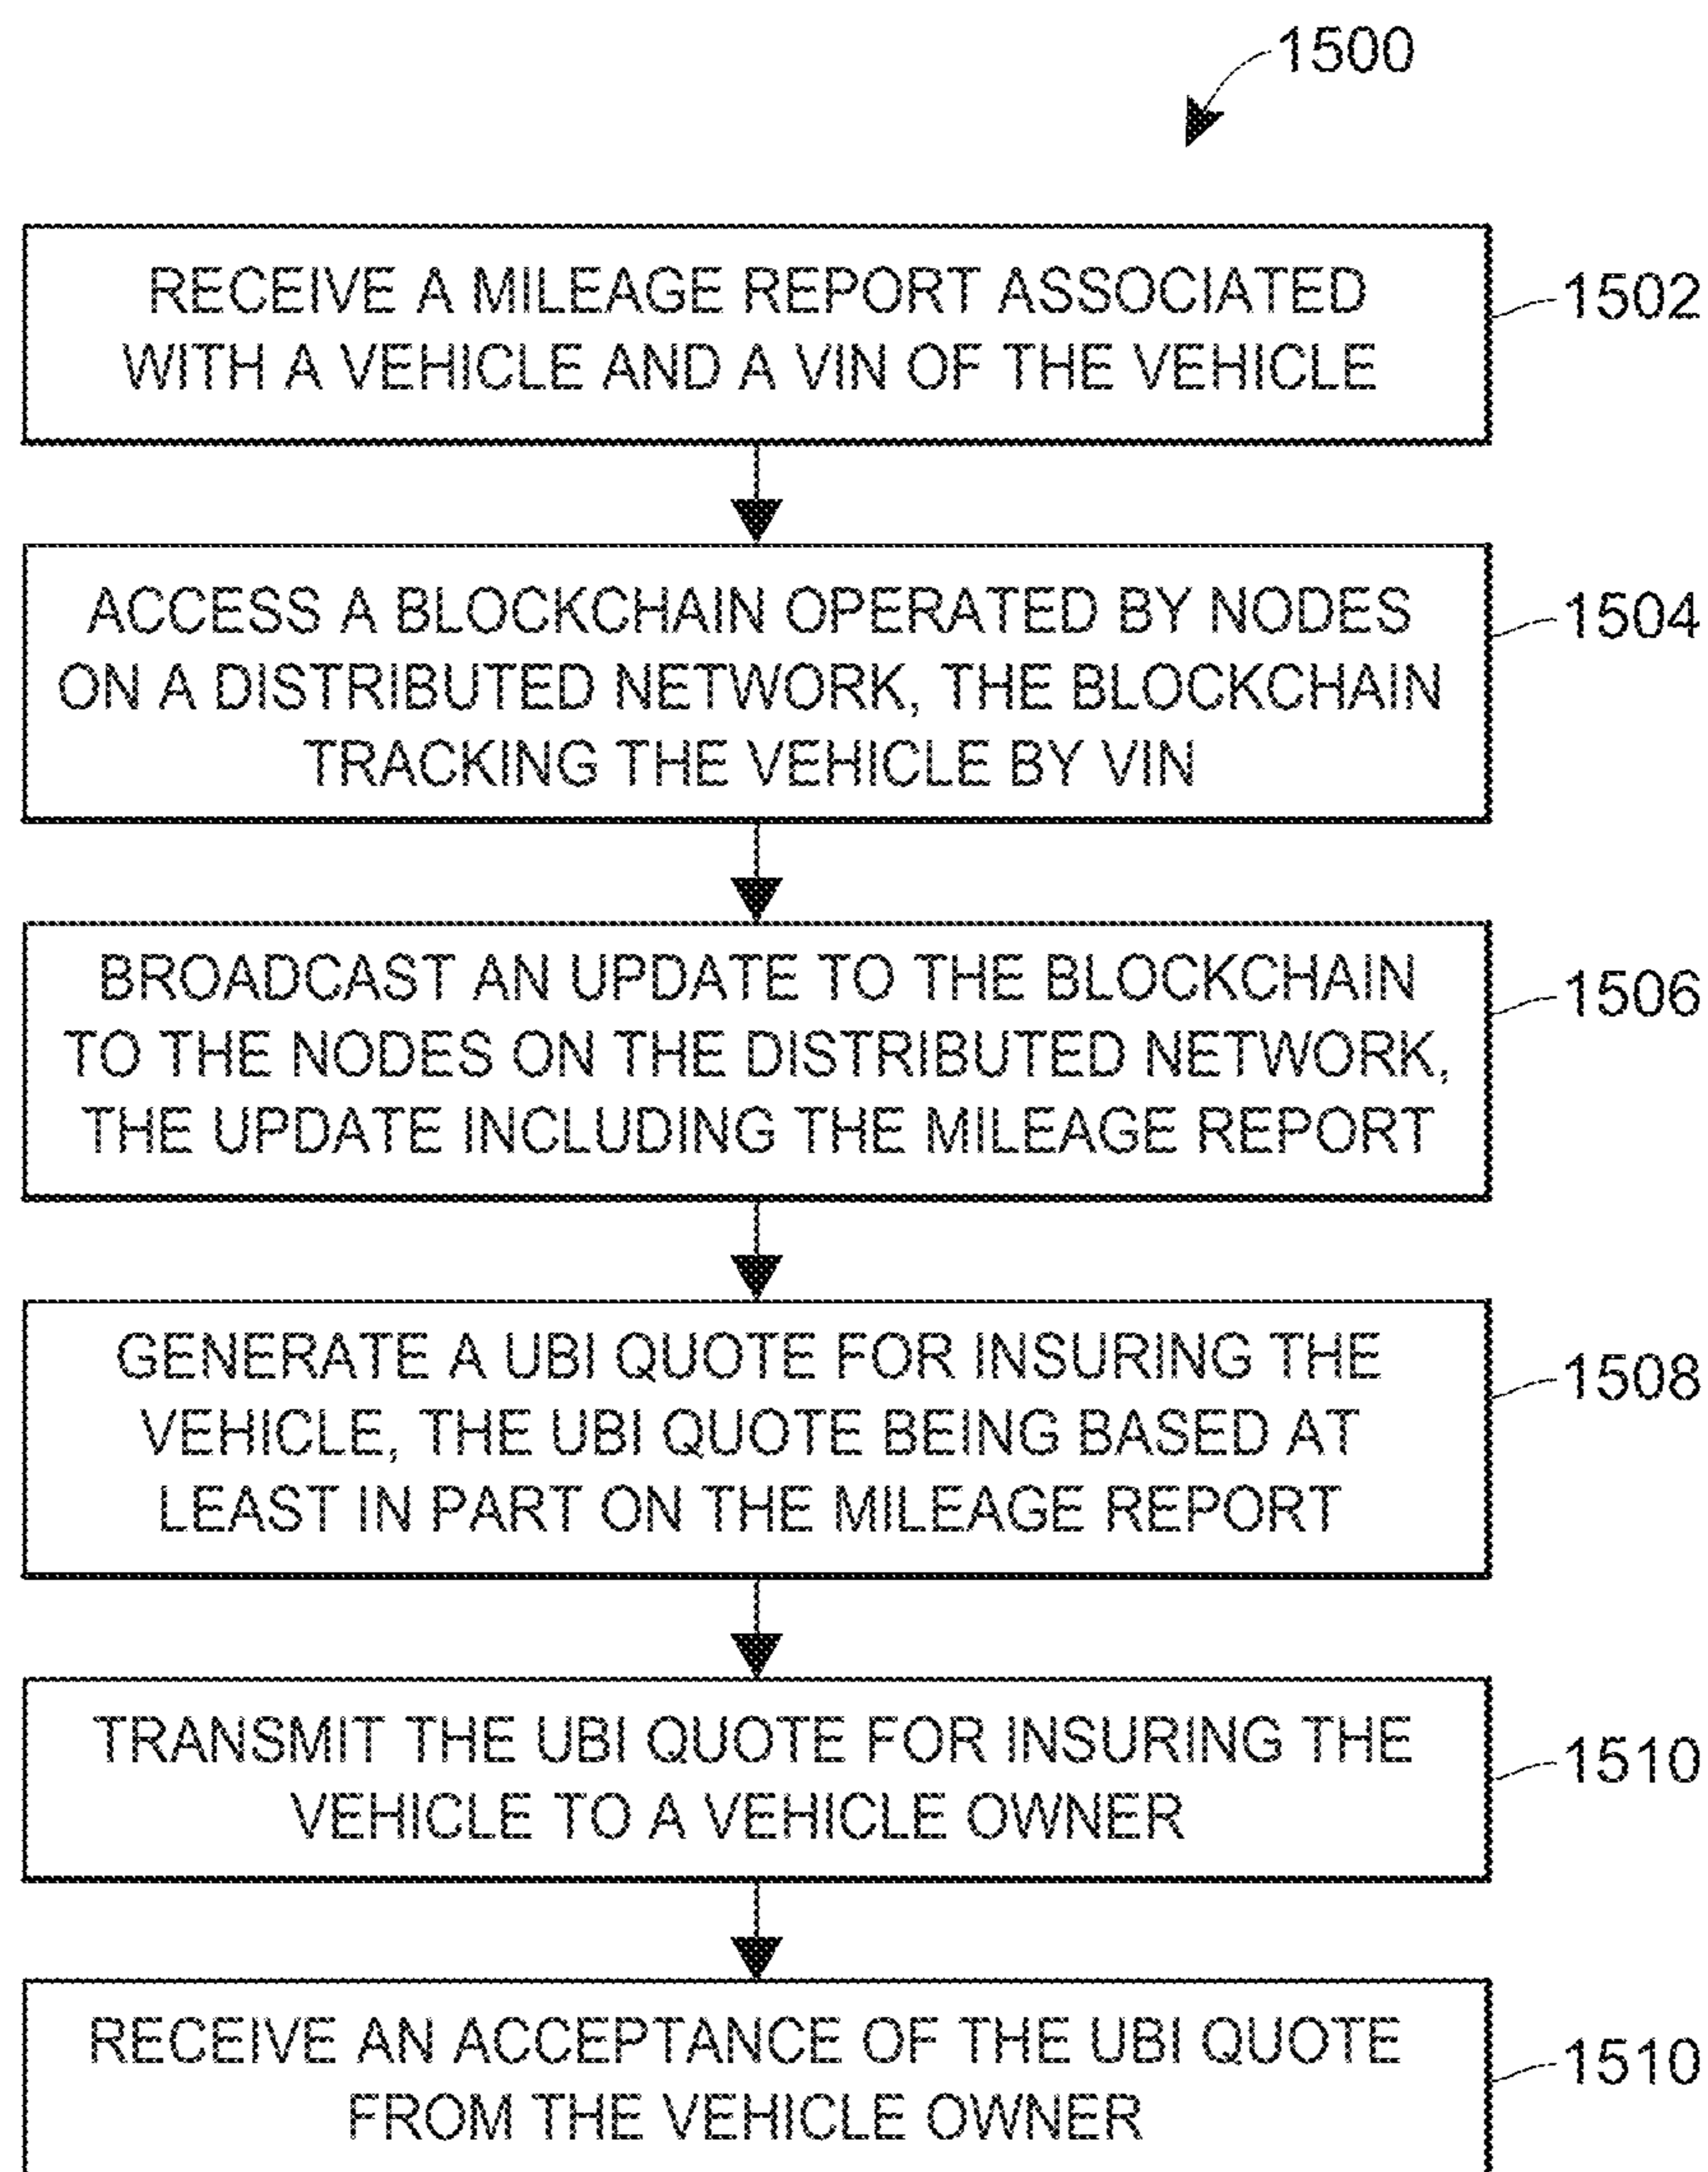 1500
RECEIVE A MILEAGE REPORT ASSOCIATED
WITH A VEHICLE AND A VIN OF THE VEHICLE
1502
ACCESS A BLOCKCHAIN OPERATED BY NODES
ON A DISTRIBUTED NETWORK, THE BLOCKCHAIN
TRACKING THE VEHICLE BY VIN
1504
BROADCAST AN UPDATE TO THE BLOCKCHAIN
TO THE NODES ON THE DISTRIBUTED NETWORK,
THE UPDATE INCLUDING THE MILEAGE REPORT
1506
GENERATE A UBI QUOTE FOR INSURING THE
VEHICLE, THE UBI QUOTE BEING BASED AT
LEAST IN PART ON THE MILEAGE REPORT
1508
TRANSMIT THE UBI QUOTE FOR INSURING THE
VEHICLE TO A VEHICLE OWNER
1510
RECEIVE AN ACCEPTANCE OF THE UBI QUOTE
FROM THE VEHICLE OWNER
1510